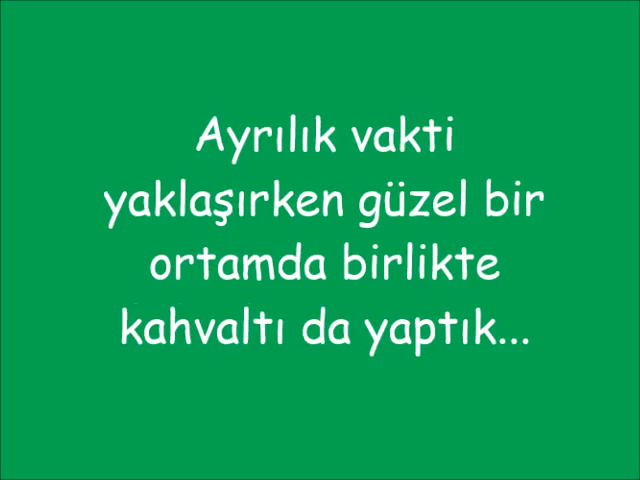 Ayrılık vakti
yaklaşırken güzel bir
ortamda birlikte
kahvaltı da yaptık...